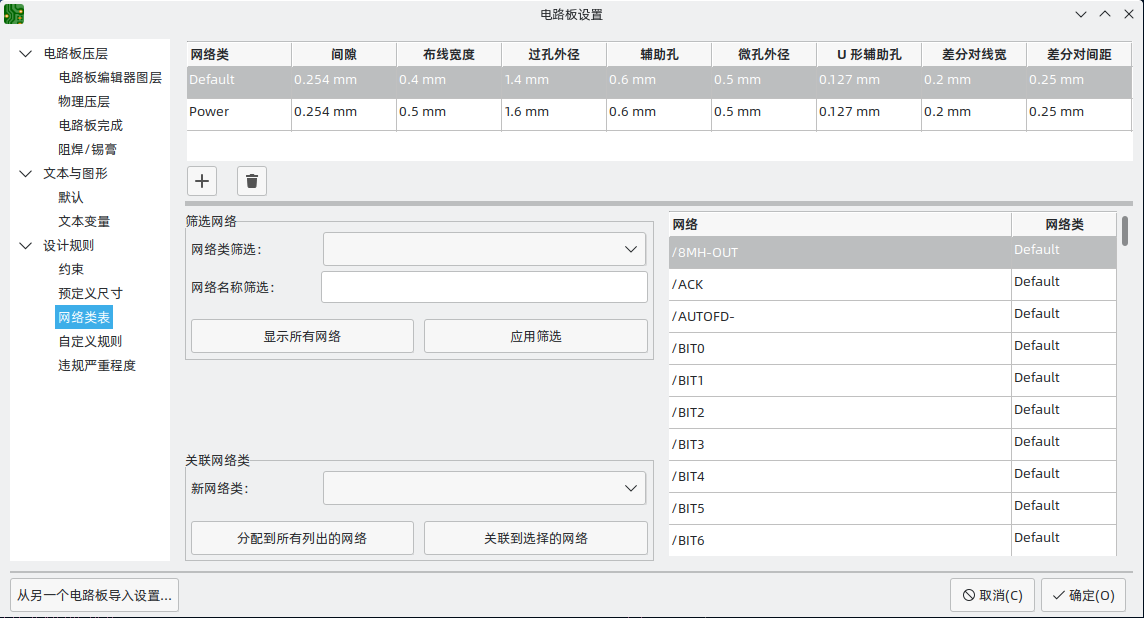 电路板设置
电路板压层
电路板编辑器图层
物理压层
电路板完成
阻焊/锡膏
文本与图形
默认
文本变量
设计规则
约束
预定义尺寸
网络类表
自定义规则
违规严重程度
网络类 间隙 布线宽度 过孔外径 辅助孔 微孔外径 U 形辅助孔 差分对线宽 差分对间距
Default 0.254 mm 0.4 mm 1.4 mm 0.6 mm 0.5 mm 0.127 mm 0.2 mm 0.25 mm
Power 0.254 mm 0.5 mm 1.6 mm 0.6 mm 0.5 mm 0.127 mm 0.2 mm 0.25 mm
筛选网络
网络类筛选:
网络名称筛选:
显示所有网络 应用筛选
关联网络类
新网络类:
分配到所有列出的网络 关联到选择的网络
网络 网络类
/8MH-OUT Default
/ACK Default
/AUTOFD- Default
/BIT0 Default
/BIT1 Default
/BIT2 Default
/BIT3 Default
/BIT4 Default
/BIT5 Default
/BIT6 Default
从另一个电路板导入设置... 取消(C) 确定(O)